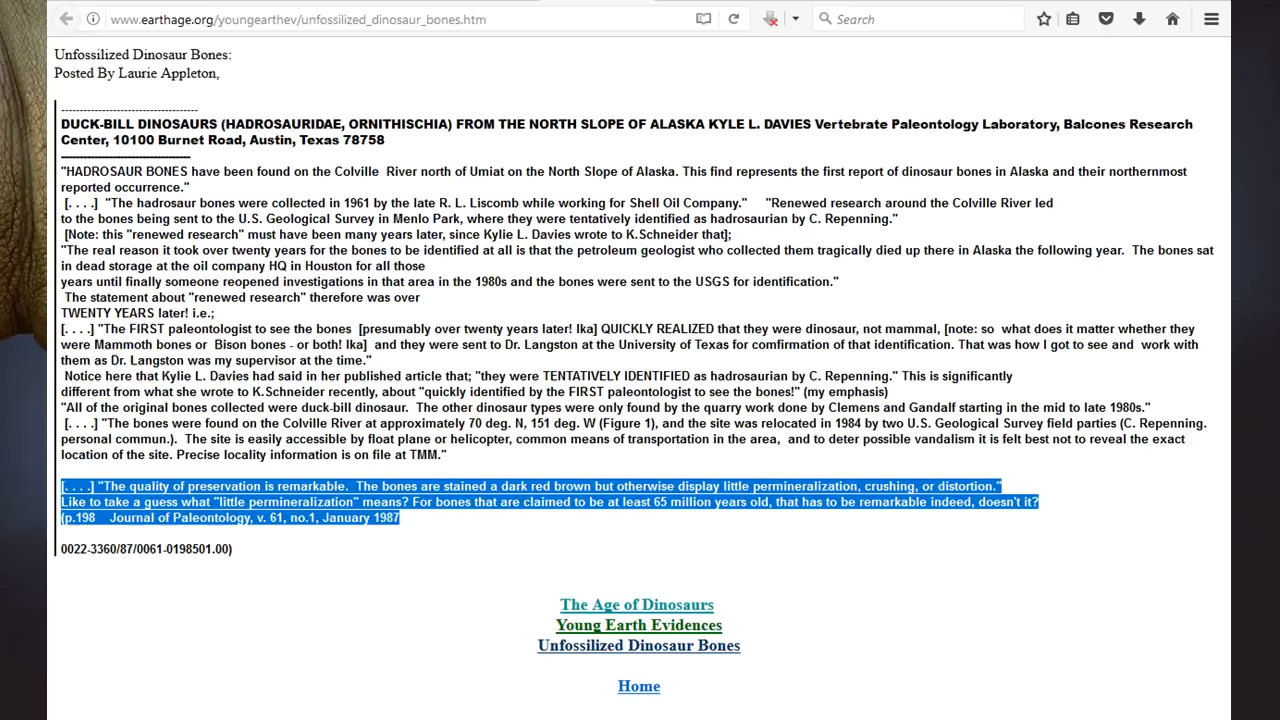 www.earthage.org/youngearthev/unfossilized_dinosaur_bones.htm
Search
Unfossilized Dinosaur Bones:
Posted By Laurie Appleton,
-------------------------------------
DUCK-BILL DINOSAURS (HADROSAURIDAE, ORNITHISCHIA) FROM THE NORTH SLOPE OF ALASKA KYLE L. DAVIES Vertebrate Paleontology Laboratory, Balcones Research
Center, 10100 Burnet Road, Austin, Texas 78758
-----------------------------------
"HADROSAUR BONES have been found on the Colville River north of Umiat on the North Slope of Alaska. This find represents the first report of dinosaur bones in Alaska and their northernmost
reported occurrence."
[. . . .] "The hadrosaur bones were collected in 1961 by the late R. L. Liscomb while working for Shell Oil Company." "Renewed research around the Colville River led
to the bones being sent to the U.S. Geological Survey in Menlo Park, where they were tentatively identified as hadrosaurian by C. Repenning."
[Note: this "renewed research" must have been many years later, since Kylie L. Davies wrote to K.Schneider that];
"The real reason it took over twenty years for the bones to be identified at all is that the petroleum geologist who collected them tragically died up there in Alaska the following year. The bones sat
in dead storage at the oil company HQ in Houston for all those
years until finally someone reopened investigations in that area in the 1980s and the bones were sent to the USGS for identification."
The statement about "renewed research" therefore was over
TWENTY YEARS later! i.e.;
[. . . .] "The FIRST paleontologist to see the bones [presumably over twenty years later! Ika] QUICKLY REALIZED that they were dinosaur, not mammal, [note: so what does it matter whether they
were Mammoth bones or Bison bones - or both! Ika] and they were sent to Dr. Langston at the University of Texas for comfirmation of that identification. That was how I got to see and work with
them as Dr. Langston was my supervisor at the time."
Notice here that Kylie L. Davies had said in her published article that; "they were TENTATIVELY IDENTIFIED as hadrosaurian by C. Repenning." This is significantly
different from what she wrote to K.Schneider recently, about "quickly identified by the FIRST paleontologist to see the bones!" (my emphasis)
"All of the original bones collected were duck-bill dinosaur. The other dinosaur types were only found by the quarry work done by Clemens and Gandalf starting in the mid to late 1980s."
[. . . .] "The bones were found on the Colville River at approximately 70 deg. N, 151 deg. W (Figure 1), and the site was relocated in 1984 by two U.S. Geological Survey field parties (C. Repenning.
personal commun.). The site is easily accessible by float plane or helicopter, common means of transportation in the area, and to deter possible vandalism it is felt best not to reveal the exact
location of the site. Precise locality information is on file at TMM."
[. . . .] "The quality of preservation is remarkable. The bones are stained a dark red brown but otherwise display little permineralization, crushing, or distortion."
Like to take a guess what "little permineralization" means? For bones that are claimed to be at least 65 million years old, that has to be remarkable indeed, doesn't it?
(p.198 Journal of Paleontology, v. 61, no.1, January 1987
0022-3360/87/0061-0198501.00)
The Age of Dinosaurs
Young Earth Evidences
Unfossilized Dinosaur Bones
Home